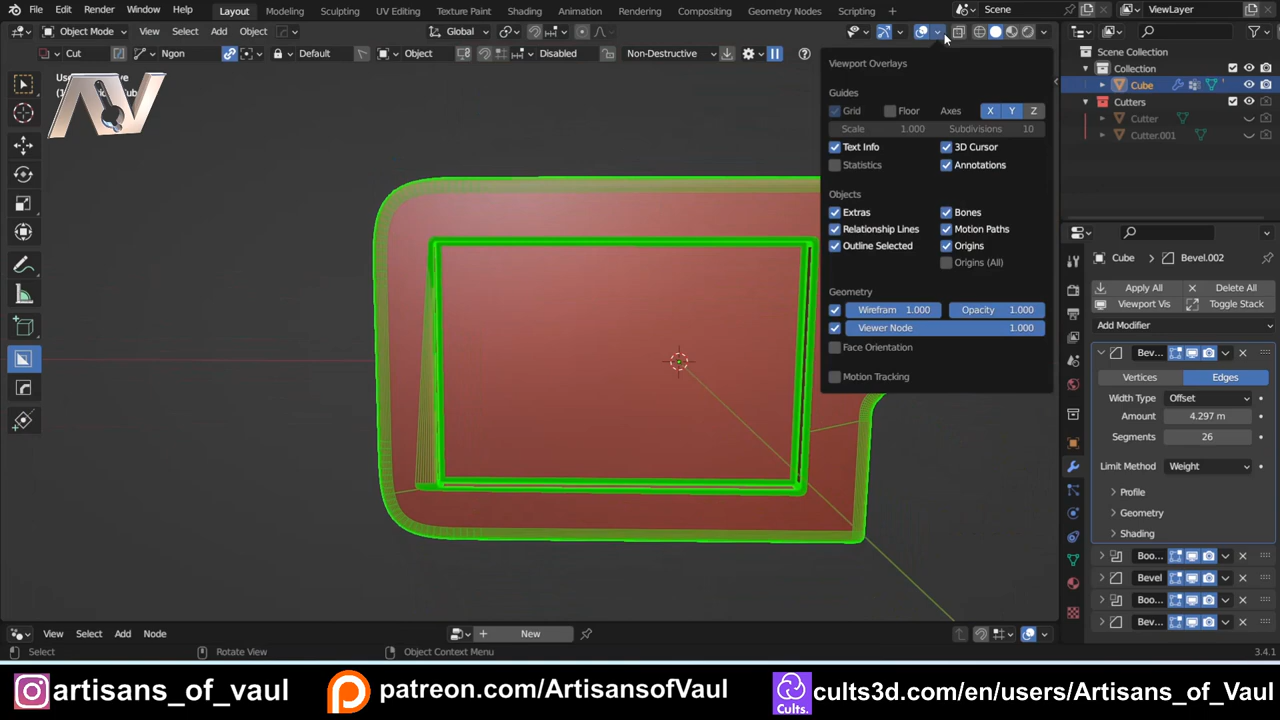 File Edit Render Window Help Layout Modeling Sculpting UV Editing Texture Paint Shading Animation Rendering Compositing Geometry Nodes Scripting + Scene ViewLayer
Object Mode View Select Add Object Global
Cut Ngon Default Object Non-Destructive
AV
Viewport Overlays
Guides
Grid Floor Axes X Y Z
Scale 1.000 Subdivisions 10
Text Info 3D Cursor
Statistics Annotations
Objects
Extras Bones
Relationship Lines Motion Paths
Outline Selected Origins
Origins (All)
Geometry
Wirefram 1.000 Opacity 1.000
Viewer Node 1.000
Face Orientation
Motion Tracking
Scene Collection
Collection
Cube
Cutters
Cutter
Cutter.001
Cube > Bevel.002
Apply All Delete All
Viewport Vis Toggle Stack
Add Modifier
Bev...
Vertices Edges
Width Type Offset
Amount 4.297 m
Segments 26
Limit Method Weight
Profile
Geometry
Shading
Boo...
Bevel
Boo...
Bev...
View Select Add Node + New
Select Rotate View Object Context Menu 3.4.1
artisans_of_vaul patreon.com/ArtisansofVaul Cults. cults3d.com/en/users/Artisans_of_Vaul